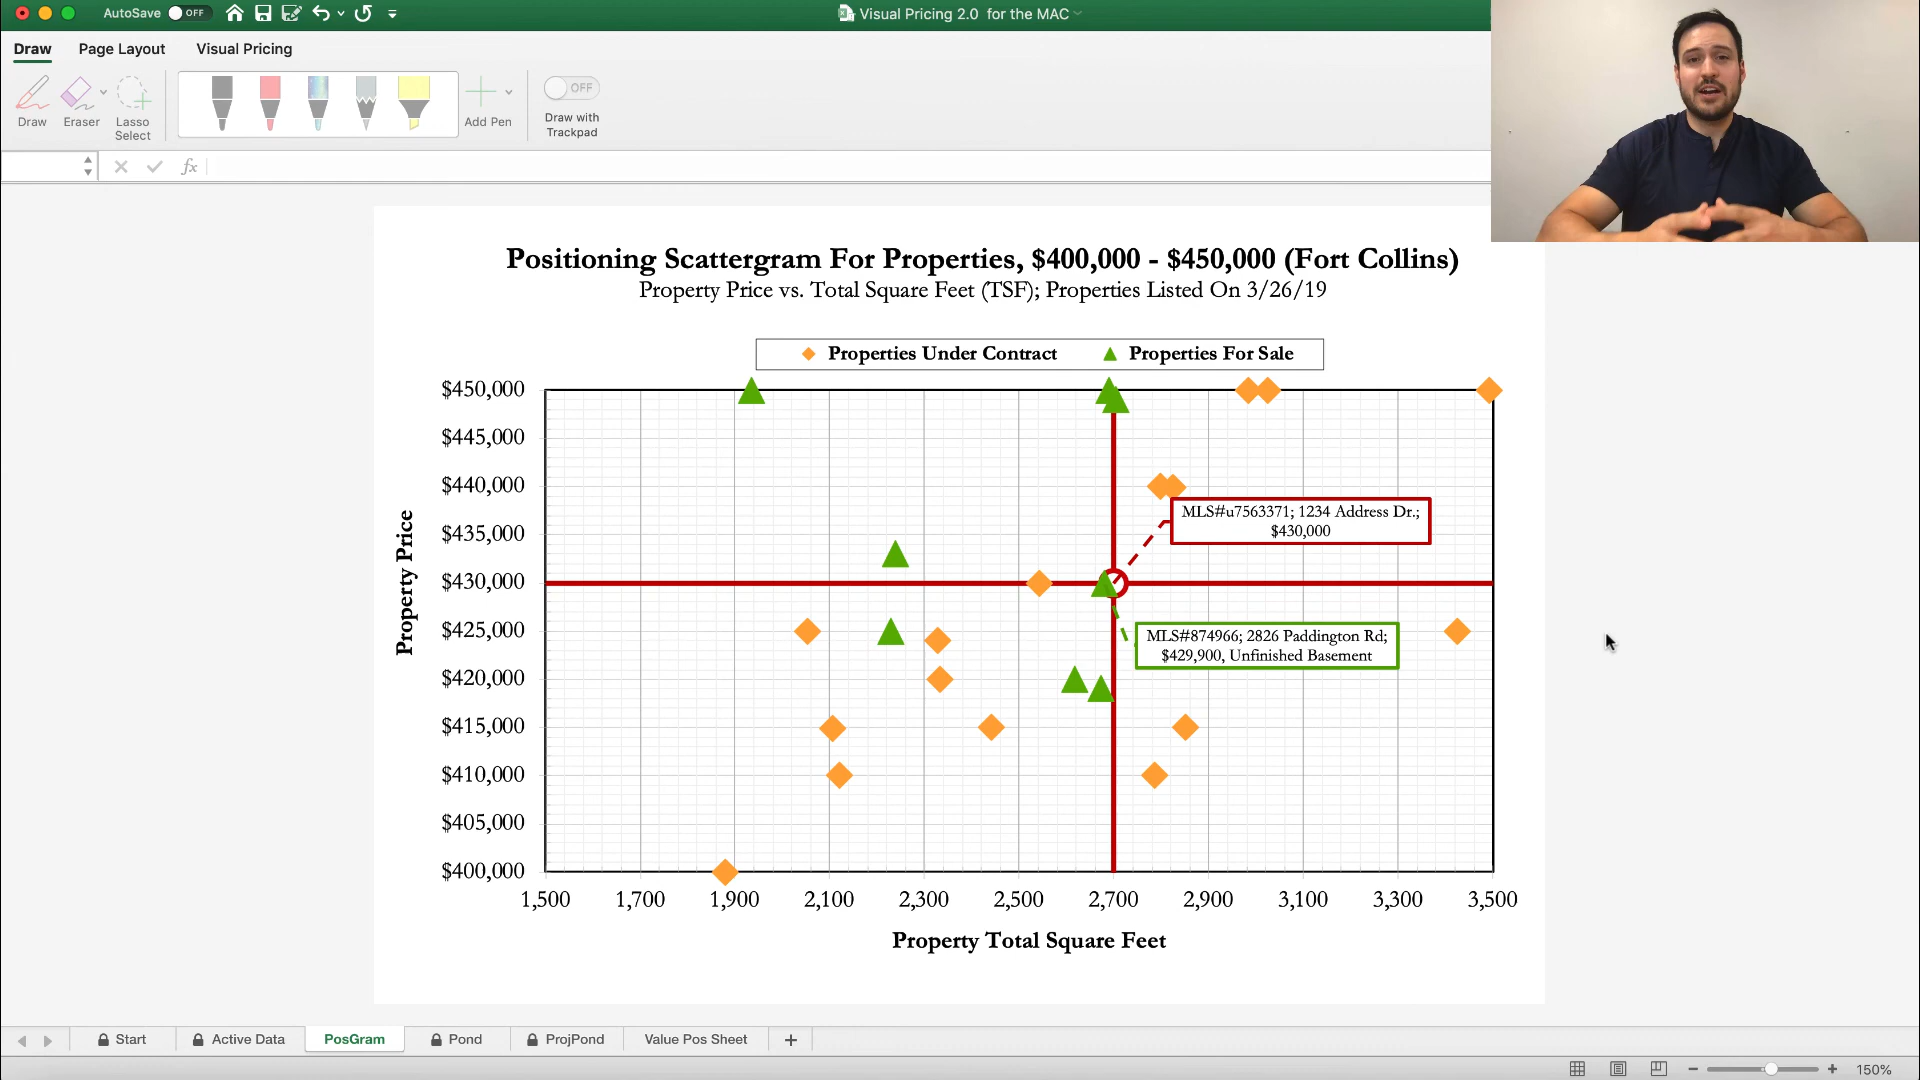 AutoSave OFF
Visual Pricing 2.0 for the MAC
Draw Page Layout Visual Pricing
Draw
Eraser
Lasso
Select
Add Pen
OFF
Draw with
Trackpad
fx
Positioning Scattergram For Properties, $400,000 - $450,000 (Fort Collins)
Property Price vs. Total Square Feet (TSF); Properties Listed On 3/26/19
Properties Under Contract Properties For Sale
Property Price
$450,000
$445,000
$440,000
$435,000
$430,000
$425,000
$420,000
$415,000
$410,000
$405,000
$400,000
MLS#u7563371; 1234 Address Dr.;
$430,000
MLS#874966; 2826 Paddington Rd;
$429,900, Unfinished Basement
1,500 1,700 1,900 2,100 2,300 2,500 2,700 2,900 3,100 3,300 3,500
Property Total Square Feet
Start Active Data PosGram Pond ProjPond Value Pos Sheet +
150%